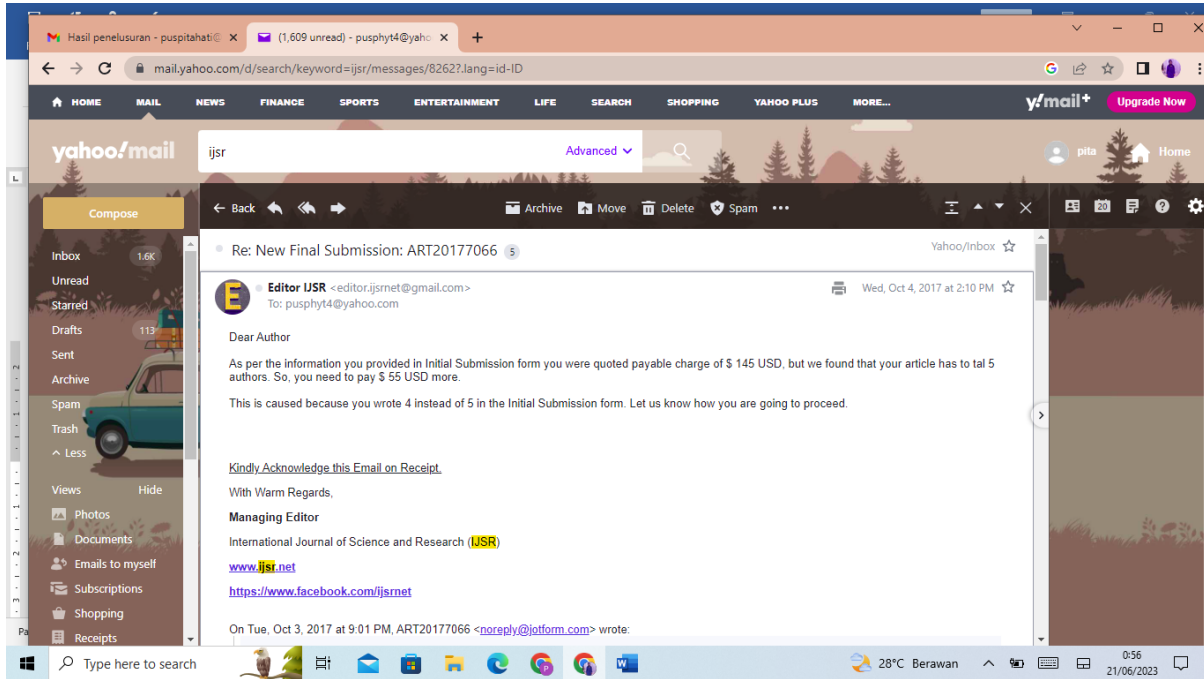 Hasil penelusuran - puspitahati@
(1,609 unread) - pusphyt4@yaho
mail.yahoo.com/d/search/keyword=ijsr/messages/8262?.lang=id-ID
HOME MAIL NEWS FINANCE SPORTS ENTERTAINMENT LIFE SEARCH SHOPPING YAHOO PLUS MORE... y!mail+ Upgrade Now
yahoo!mail ijsr Advanced pita Home
Compose
Back Archive Move Delete Spam 20
Re: New Final Submission: ART20177066 5 Yahoo/Inbox
Inbox 1.6K
Unread
Starred
Drafts 113
Sent
Archive
Spam
Trash
Less
Views Hide
Photos
Documents
Emails to myself
Subscriptions
Shopping
Receipts
E
Editor IJSR <editor.ijsrnet@gmail.com> Wed, Oct 4, 2017 at 2:10 PM
To: pusphyt4@yahoo.com
Dear Author
As per the information you provided in Initial Submission form you were quoted payable charge of $ 145 USD, but we found that your article has to tal 5
authors. So, you need to pay $ 55 USD more.
This is caused because you wrote 4 instead of 5 in the Initial Submission form. Let us know how you are going to proceed.
Kindly Acknowledge this Email on Receipt.
With Warm Regards,
Managing Editor
International Journal of Science and Research (IJSR)
www.ijsr.net
https://www.facebook.com/ijsrnet
On Tue, Oct 3, 2017 at 9:01 PM, ART20177066 <noreply@jotform.com> wrote:
Pa
Type here to search 28°C Berawan 0:56
21/06/2023